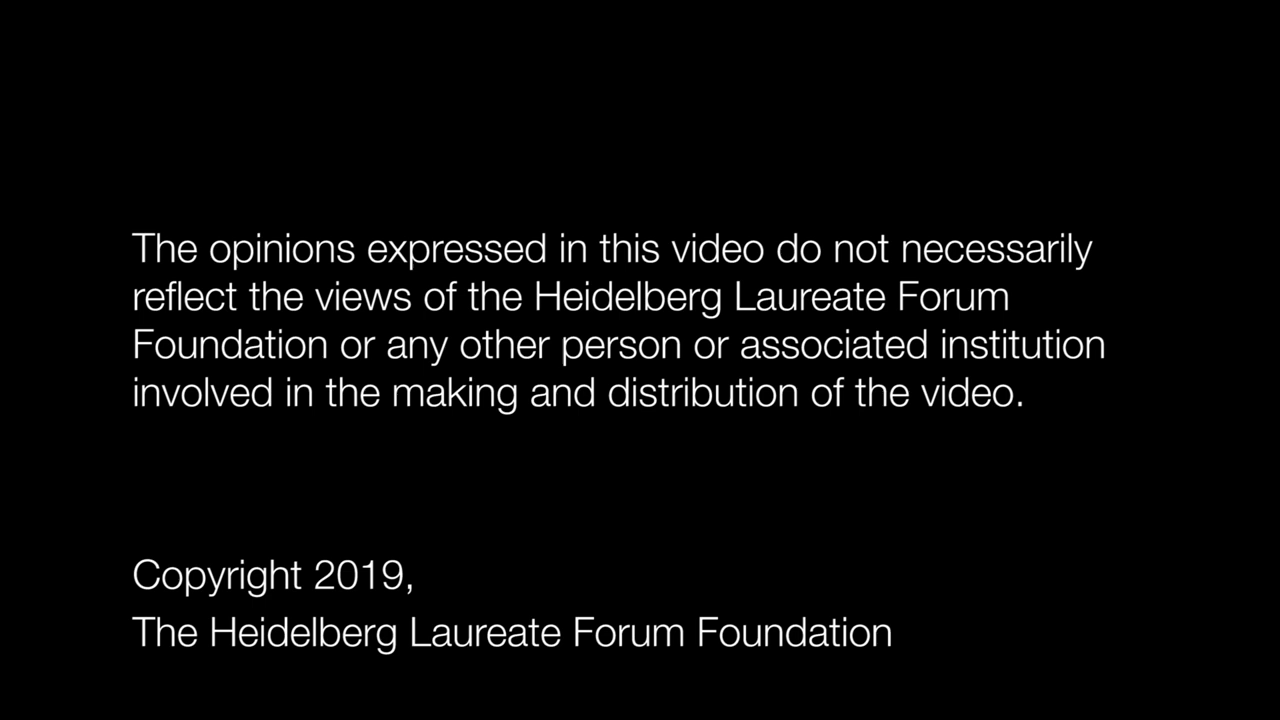 The opinions expressed in this video do not necessarily
reflect the views of the Heidelberg Laureate Forum
Foundation or any other person or associated institution
involved in the making and distribution of the video.
Copyright 2019,
The Heidelberg Laureate Forum Foundation